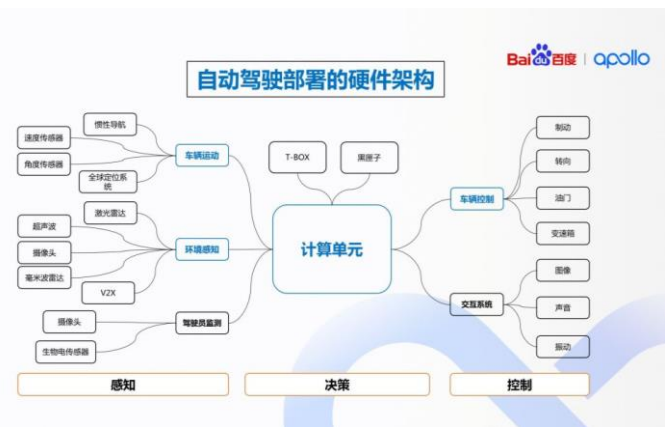 Bai du 百度 | apollo
自动驾驶部署的硬件架构
惯性导航
速度传感器
角度传感器
全球定位系
统
车辆运动
激光雷达
超声波
摄像头
毫米波雷达
V2X
环境感知
摄像头
生物电传感器
驾驶员监测
T-BOX
黑匣子
计算单元
车辆控制
制动
转向
油门
变速箱
交互系统
图像
声音
振动
感知
决策
控制